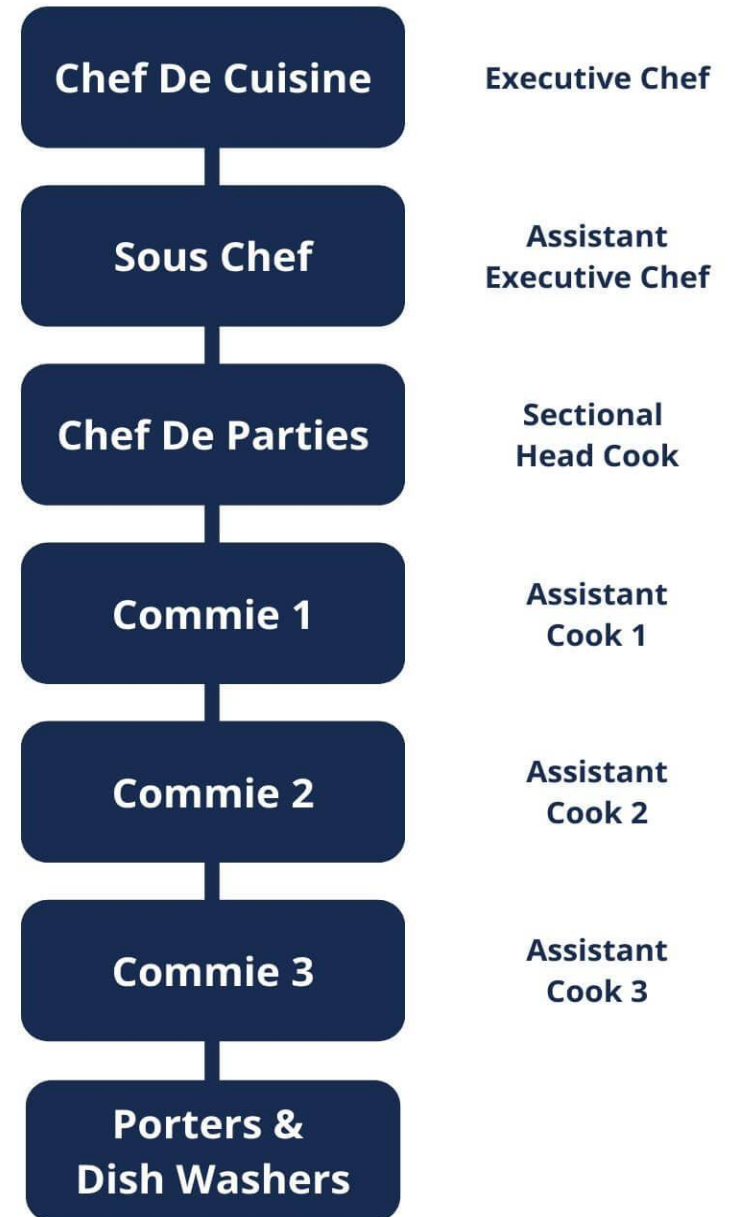 Chef De Cuisine
Executive Chef
Sous Chef
Assistant
Executive Chef
Chef De Parties
Sectional
Head Cook
Commie 1
Assistant
Cook 1
Commie 2
Assistant
Cook 2
Commie 3
Assistant
Cook 3
Porters &
Dish Washers